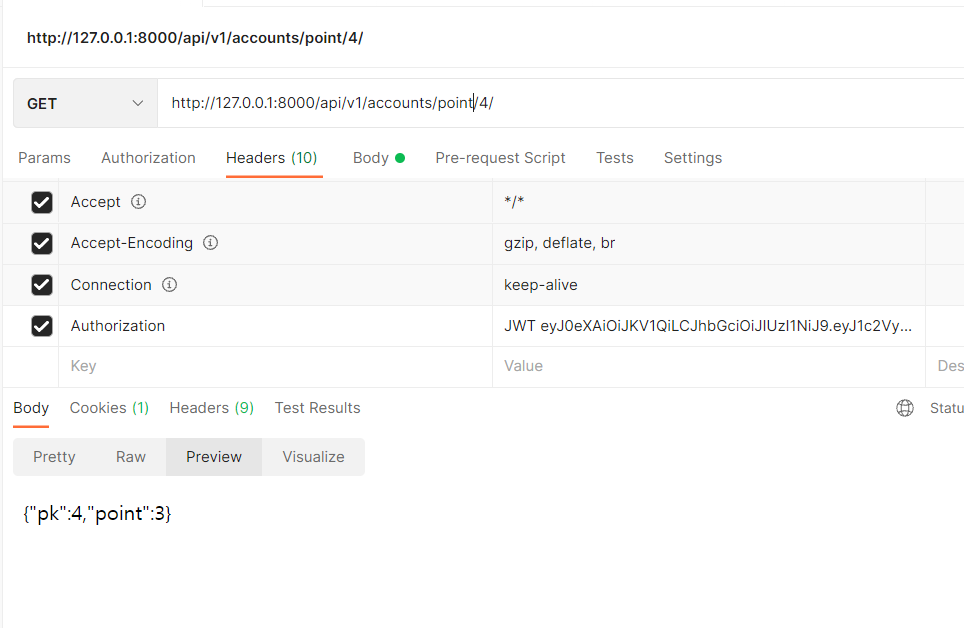 http://127.0.0.1:8000/api/v1/accounts/point/4/
GET http://127.0.0.1:8000/api/v1/accounts/point/4/
Params Authorization Headers (10) Body Pre-request Script Tests Settings
Accept */*
Accept-Encoding gzip, deflate, br
Connection keep-alive
Authorization JWT eyJ0eXAiOiJKV1QiLCJhbGciOiJIUzI1NiJ9.eyJ1c2Vy...
Key Value Des
Body Cookies (1) Headers (9) Test Results Statu
Pretty Raw Preview Visualize
{"pk":4,"point":3}